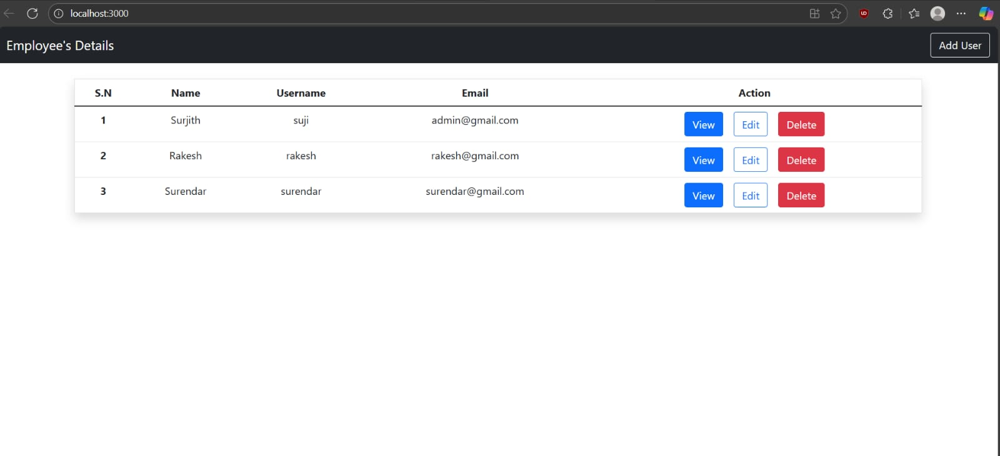 localhost:3000
Employee's Details Add User
S.N Name Username Email Action
1 Surjith suji admin@gmail.com View Edit Delete
2 Rakesh rakesh rakesh@gmail.com View Edit Delete
3 Surendar surendar surendar@gmail.com View Edit Delete